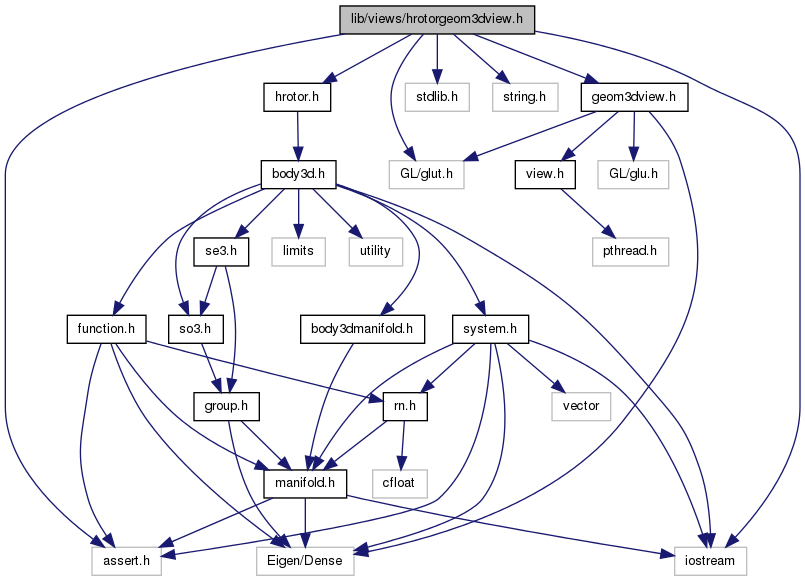 lib/views/hrotorgeom3dview.h
hrotor.h
stdlib.h
string.h
geom3dview.h
body3d.h
GL/glut.h
view.h
GL/glu.h
se3.h
limits
utility
pthread.h
function.h
so3.h
body3dmanifold.h
system.h
group.h
rn.h
vector
manifold.h
cfloat
assert.h
Eigen/Dense
iostream